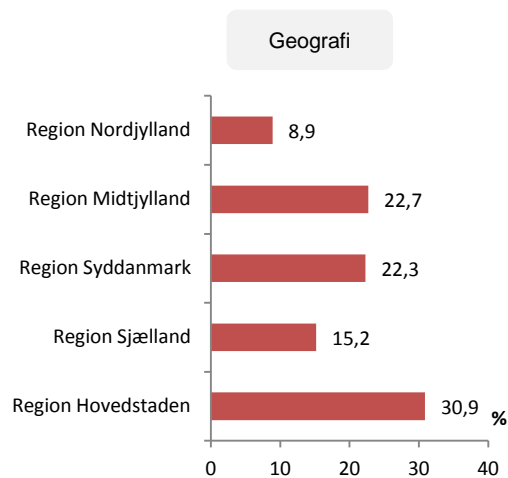 Geografi
Region Nordjylland 8,9
Region Midtjylland 22,7
Region Syddanmark 22,3
Region Sjælland 15,2
Region Hovedstaden 30,9 %
0 10 20 30 40